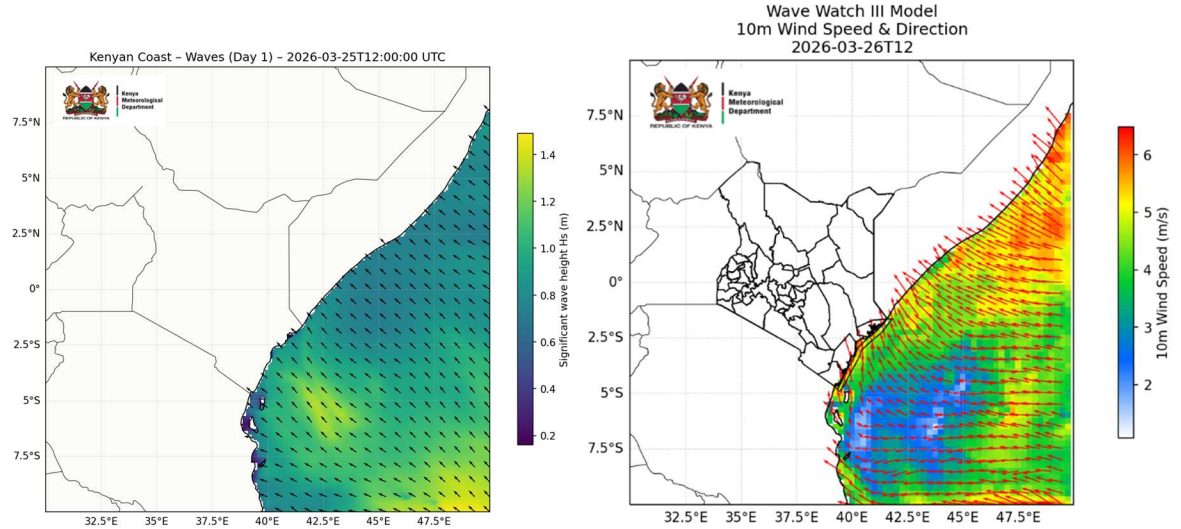 Kenyan Coast – Waves (Day 1) – 2026-03-25T12:00:00 UTC
Kenya
Meteorological
Department
REPUBLIC OF KENYA
7.5°N
5°N
2.5°N
0°
2.5°S
5°S
7.5°S
32.5°E 35°E 37.5°E 40°E 42.5°E 45°E 47.5°E
1.4
1.2
1.0
0.8
0.6
0.4
0.2
Significant wave height Hs (m)
Wave Watch III Model
10m Wind Speed & Direction
2026-03-26T12
Kenya
Meteorological
Department
REPUBLIC OF KENYA
7.5°N
5°N
2.5°N
0°
2.5°S
5°S
7.5°S
32.5°E 35°E 37.5°E 40°E 42.5°E 45°E 47.5°E
6
5
4
3
2
10m Wind Speed (m/s)